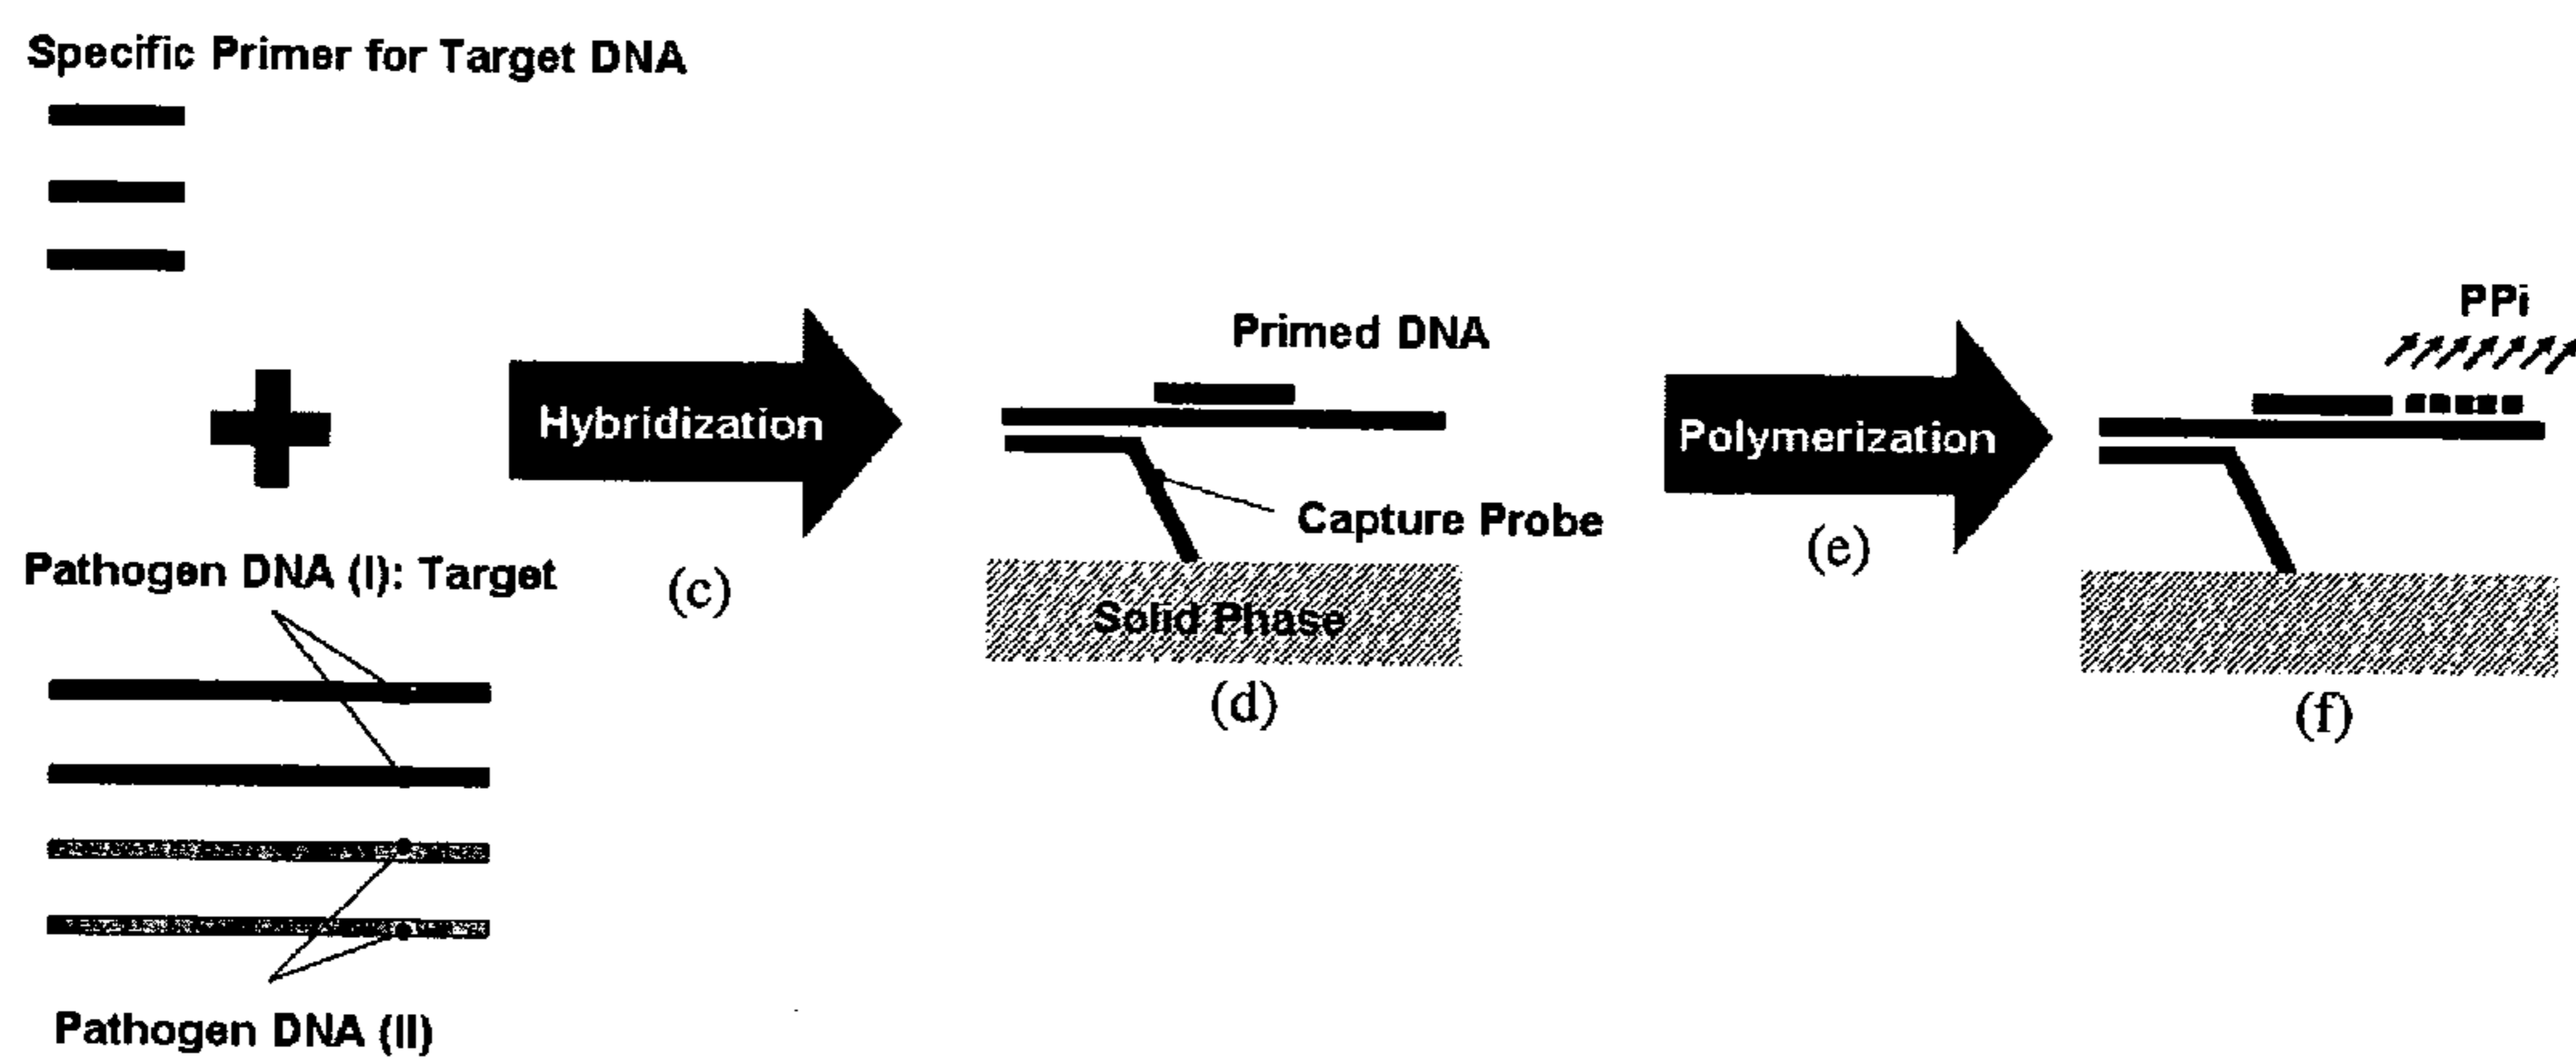 Specific Primer for Target DNA
Hybridization
(c)
Pathogen DNA (I): Target
Pathogen DNA (II)
Primed DNA
Capture Probe
Solid Phase
(d)
Polymerization
(e)
PPi
(f)